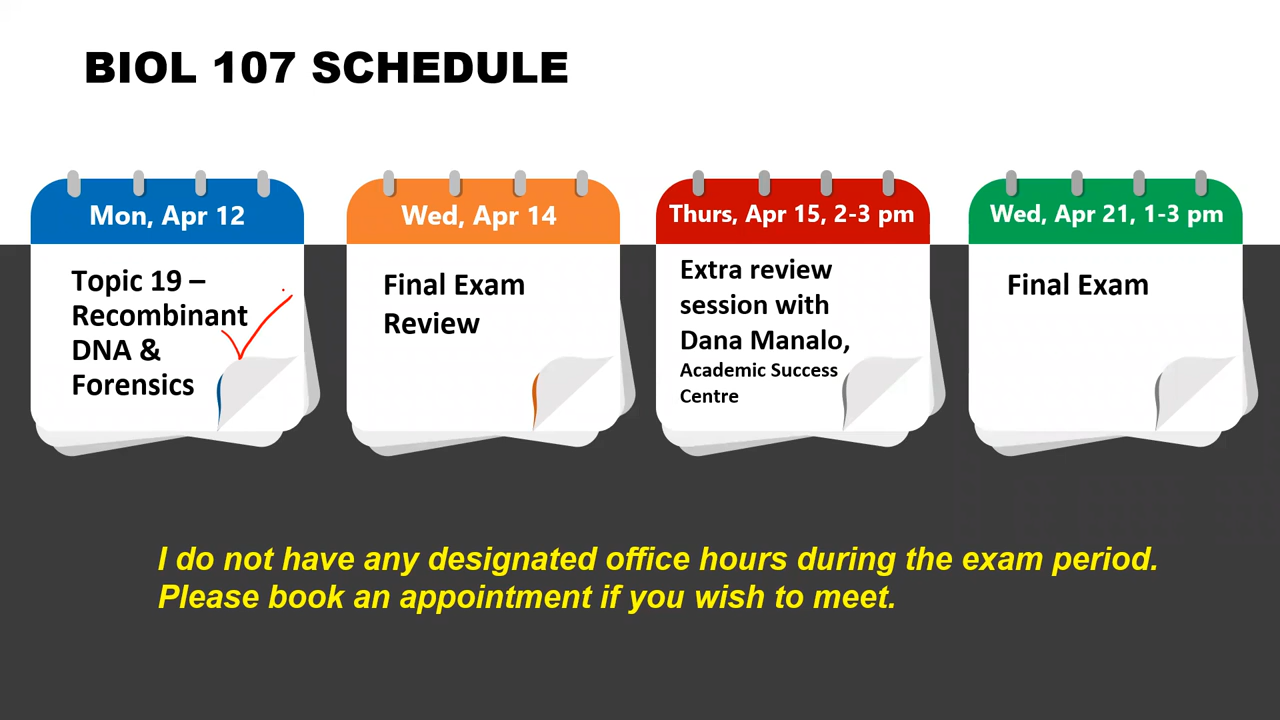 BIOL 107 SCHEDULE
Mon, Apr 12
Topic 19 –
Recombinant
DNA &
Forensics
Wed, Apr 14
Final Exam
Review
Thurs, Apr 15, 2-3 pm
Extra review
session with
Dana Manalo,
Academic Success
Centre
Wed, Apr 21, 1-3 pm
Final Exam
I do not have any designated office hours during the exam period.
Please book an appointment if you wish to meet.